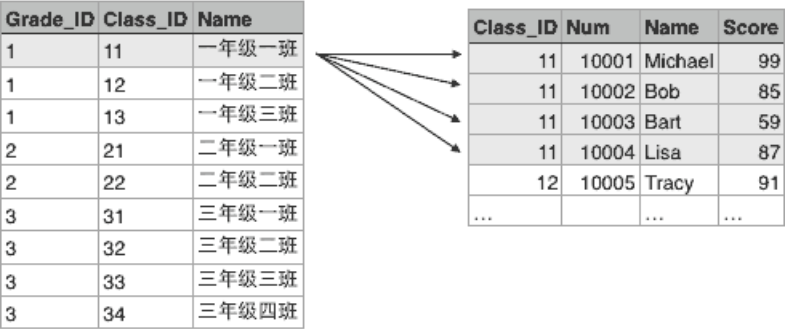 Grade_ID Class_ID Name
1 11 一年级一班
1 12 一年级二班
1 13 一年级三班
2 21 二年级一班
2 22 二年级二班
3 31 三年级一班
3 32 三年级二班
3 33 三年级三班
3 34 三年级四班
Class_ID Num Name Score
11 10001 Michael 99
11 10002 Bob 85
11 10003 Bart 59
11 10004 Lisa 87
12 10005 Tracy 91
... ... ...